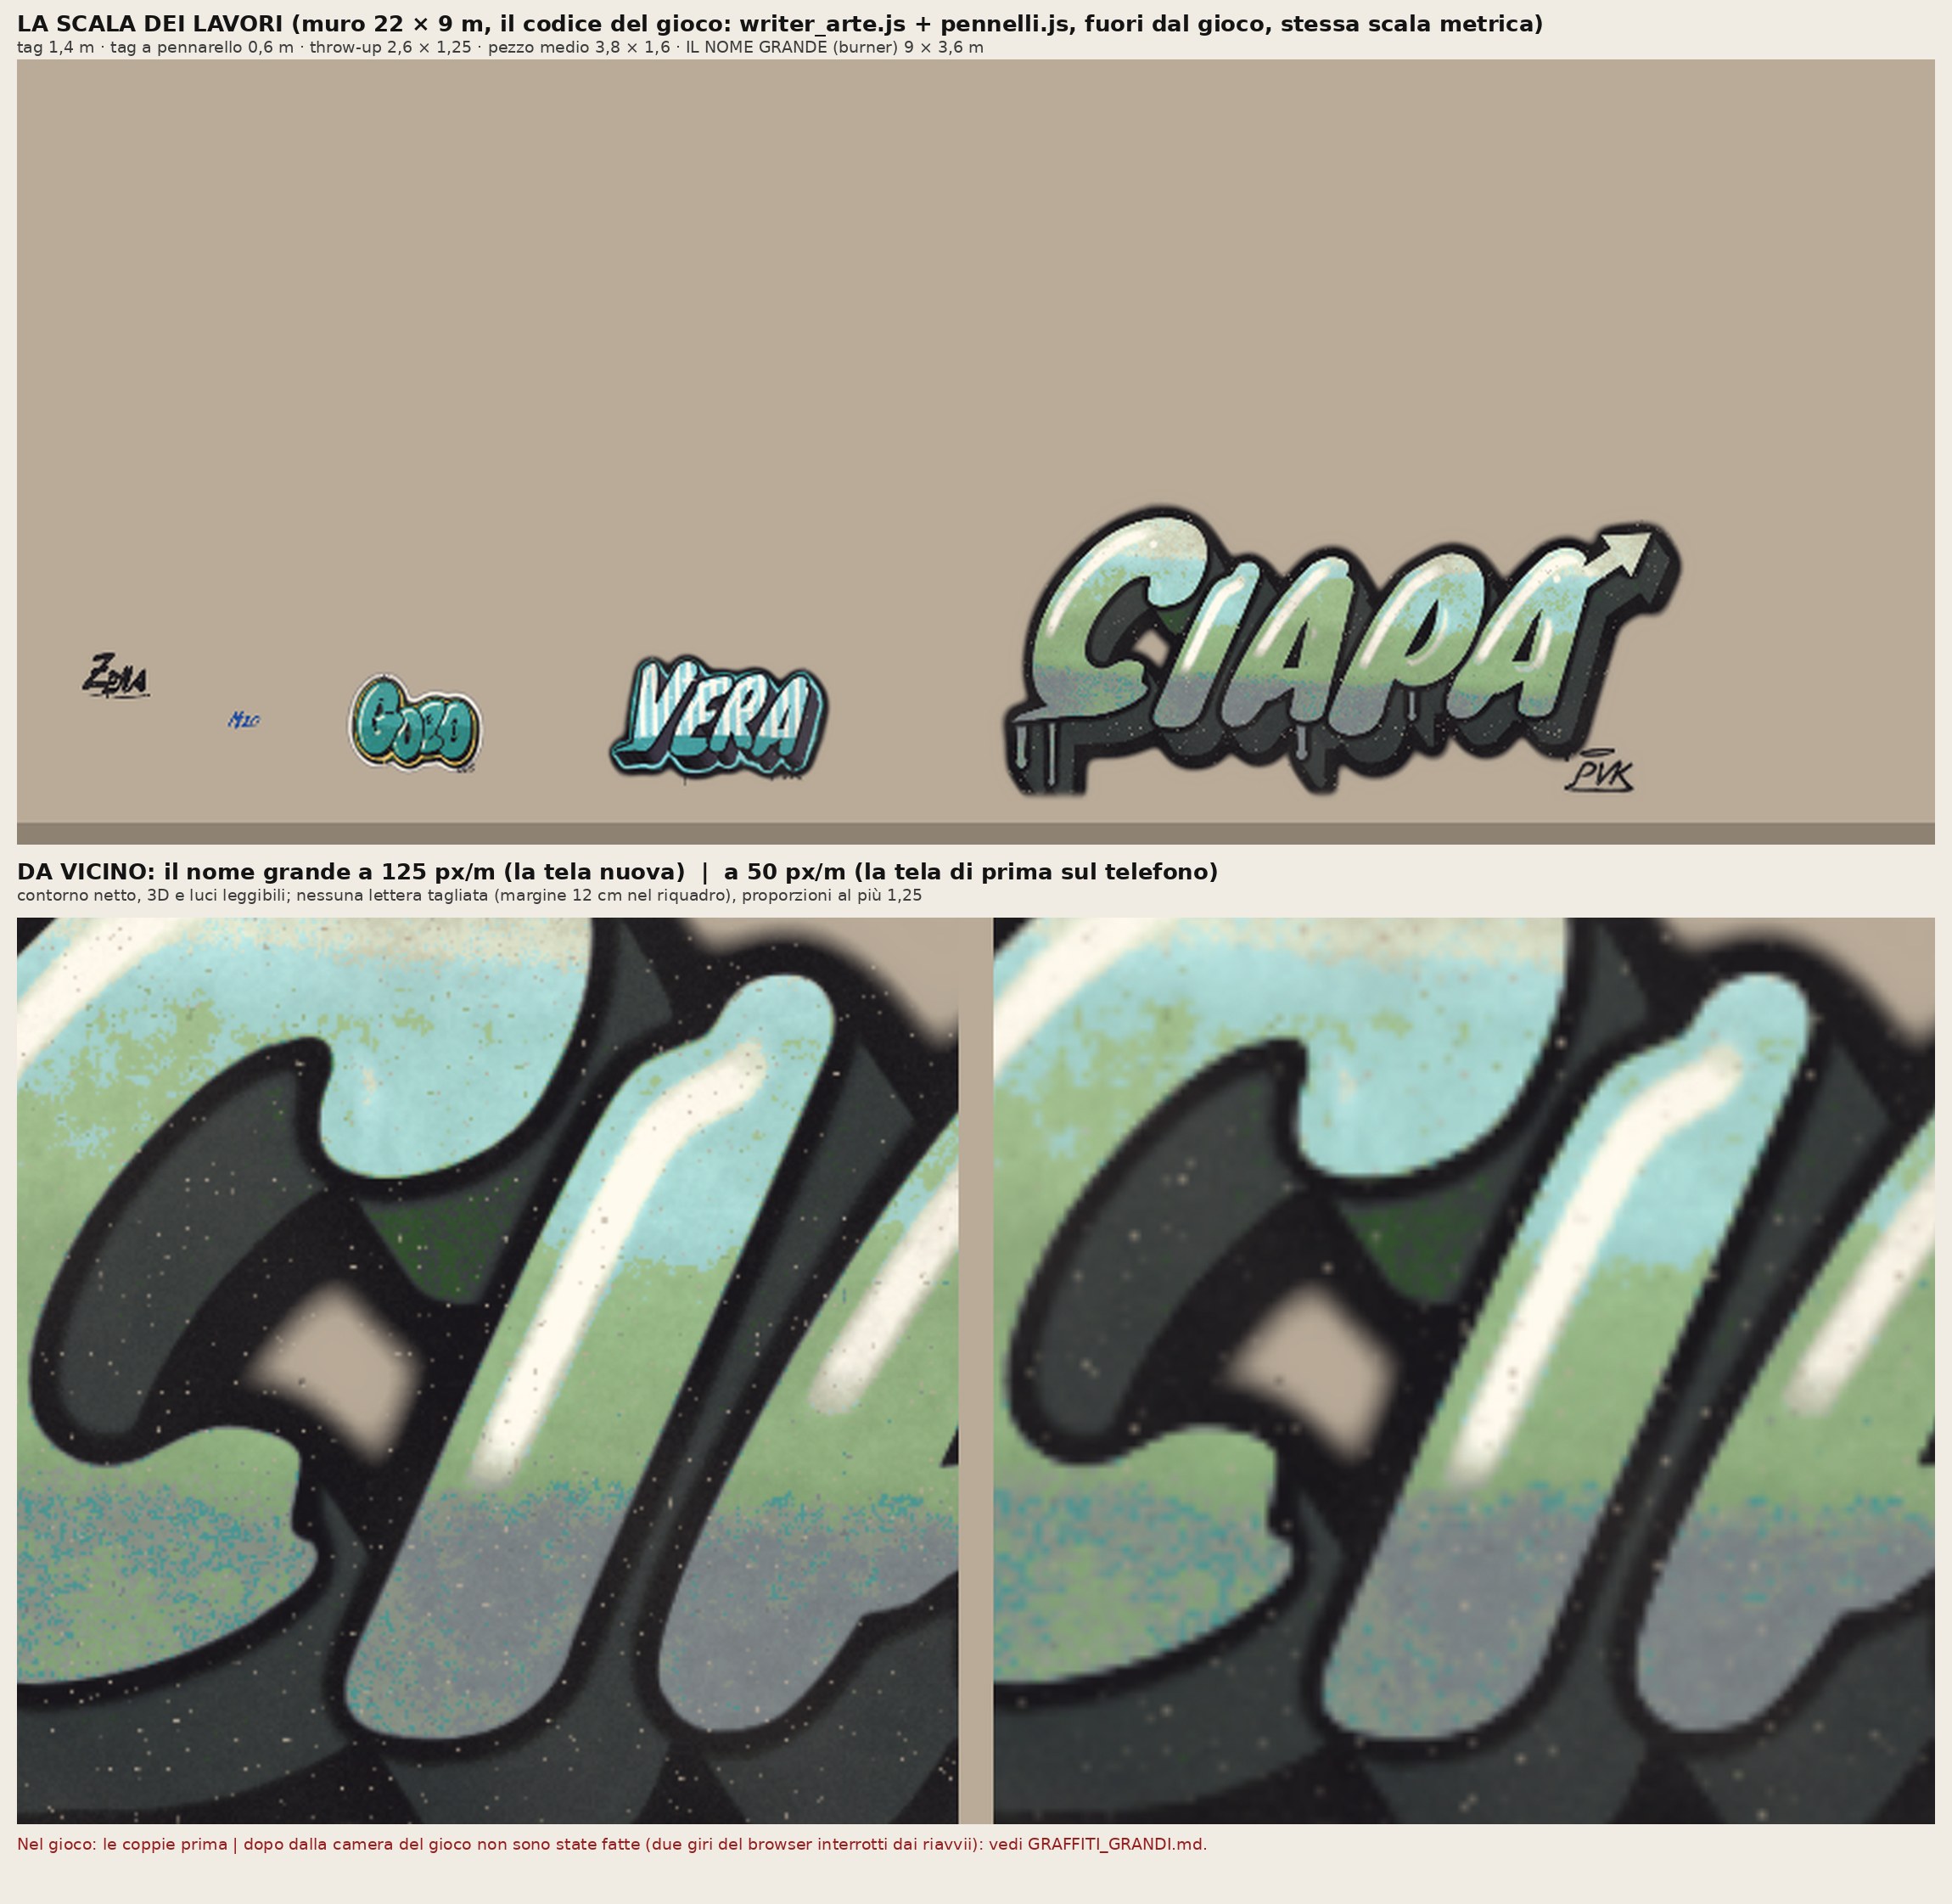 LA SCALA DEI LAVORI (muro 22 × 9 m, il codice del gioco: writer_arte.js + pennelli.js, fuori dal gioco, stessa scala metrica)
tag 1,4 m · tag a pennarello 0,6 m · throw-up 2,6 × 1,25 · pezzo medio 3,8 × 1,6 · IL NOME GRANDE (burner) 9 × 3,6 m
VERA
CIAPA
PVK
DA VICINO: il nome grande a 125 px/m (la tela nuova) | a 50 px/m (la tela di prima sul telefono)
contorno netto, 3D e luci leggibili; nessuna lettera tagliata (margine 12 cm nel riquadro), proporzioni al più 1,25
Nel gioco: le coppie prima | dopo dalla camera del gioco non sono state fatte (due giri del browser interrotti dai riavvii): vedi GRAFFITI_GRANDI.md.